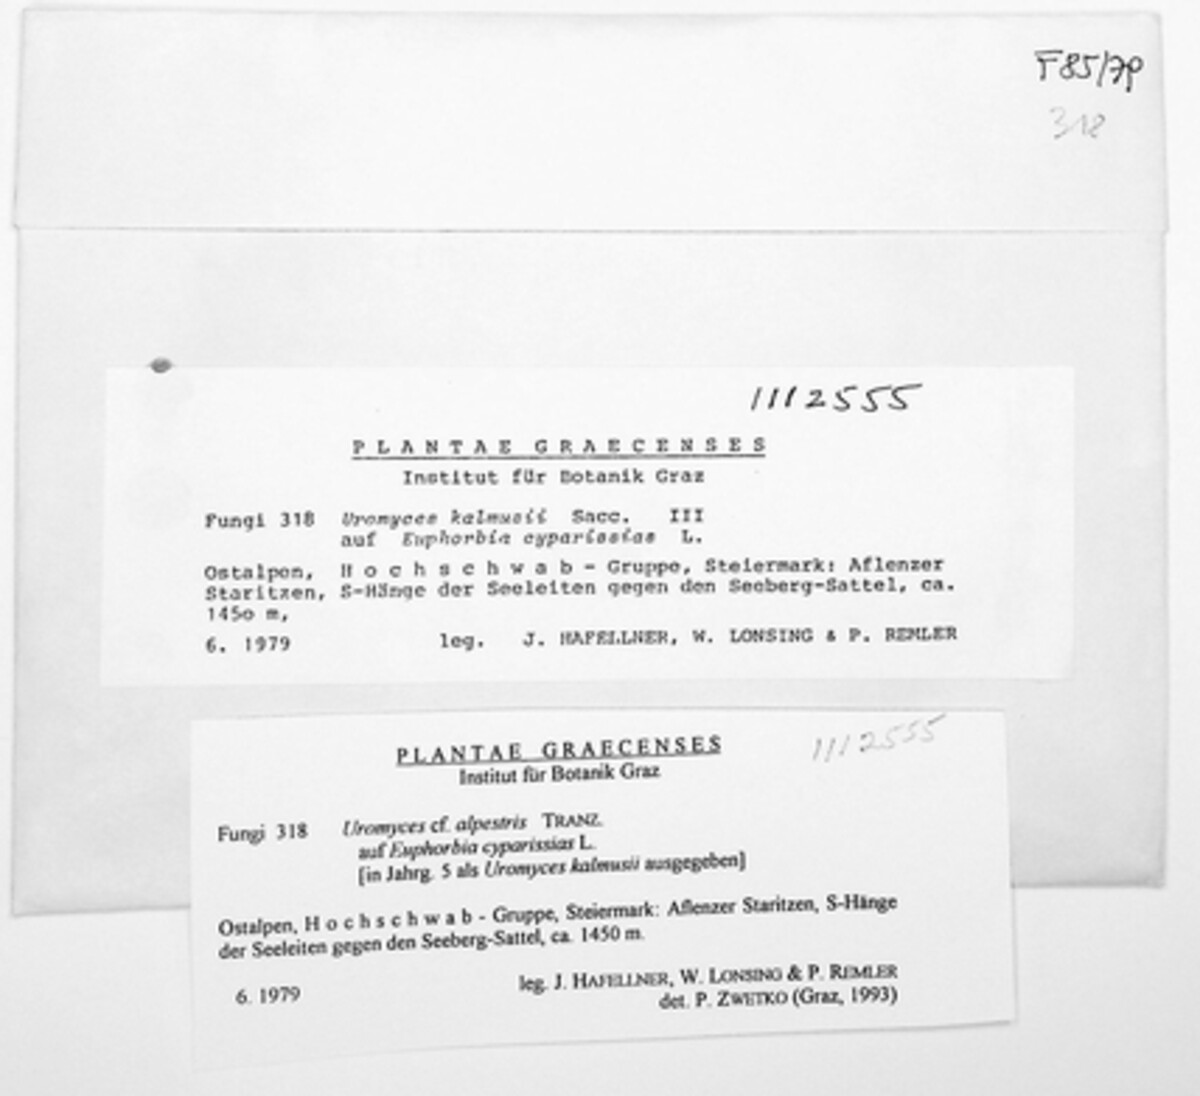 F85/79
318
1112555
PLANTAE GRAECENSES
Institut für Botanik Graz
Fungi 318 Uromyces kalmusii Sacc. III
auf Euphorbia cyparissias L.
Ostalpen, Hochschwab - Gruppe, Steiermark: Aflenzer
Staritzen, S-Hänge der Seeleiten gegen den Seeberg-Sattel, ca.
145o m,
6. 1979 leg. J. HAFELLNER, W. LONSING & P. REMLER
1112555
PLANTAE GRAECENSES
Institut für Botanik Graz
Fungi 318 Uromyces cf. alpestris TRANZ.
auf Euphorbia cyparissias L.
[in Jahrg. 5 als Uromyces kalmusii ausgegeben]
Ostalpen, Hochschwab - Gruppe, Steiermark: Aflenzer Staritzen, S-Hänge
der Seeleiten gegen den Seeberg-Sattel, ca. 1450 m.
6. 1979 leg. J. HAFELLNER, W. LONSING & P. REMLER
det. P. ZWETKO (Graz, 1993)